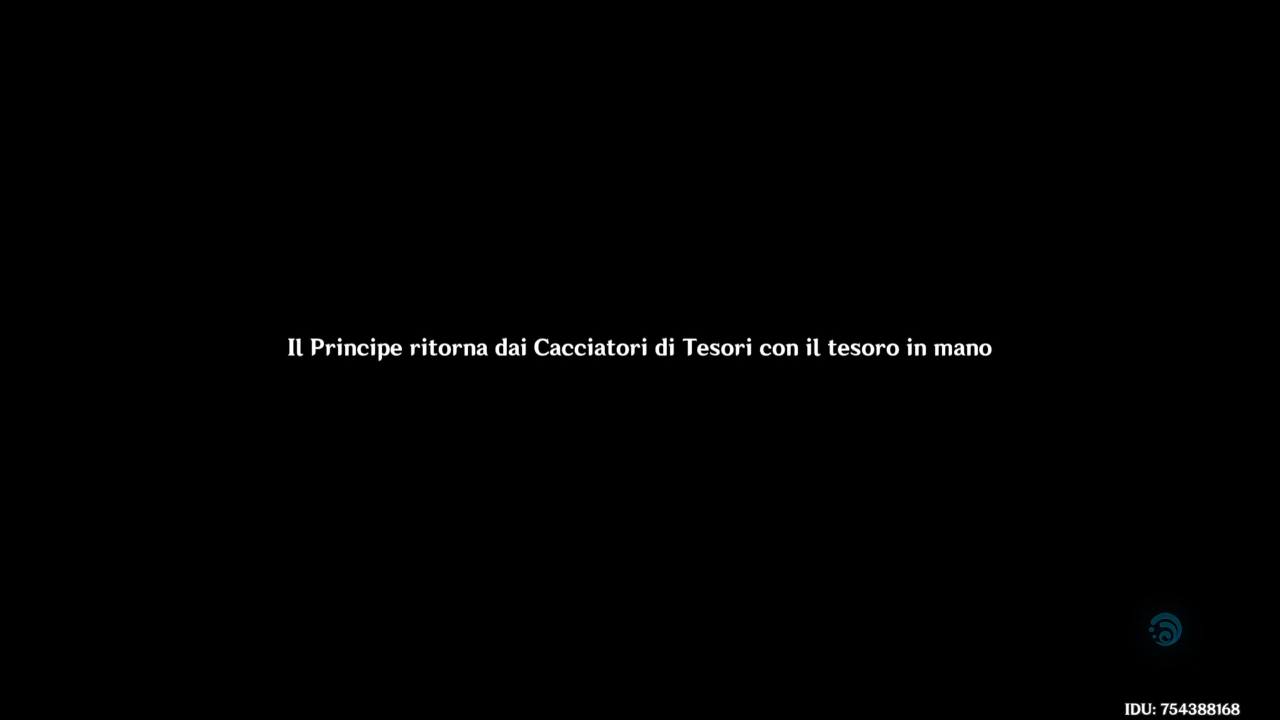 Il Principe ritorna dai Cacciatori di Tesori con il tesoro in mano
IDU: 754388168